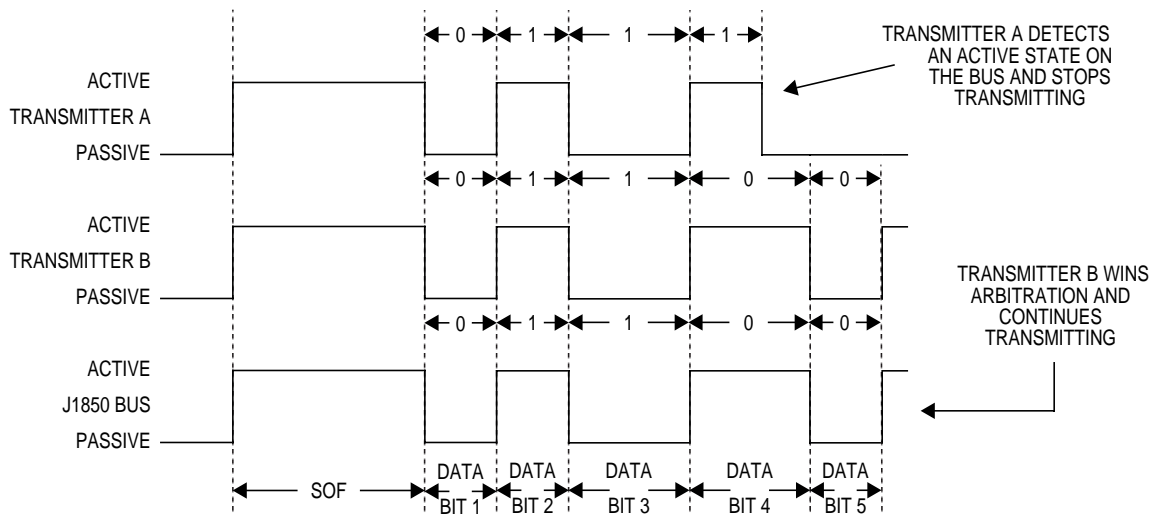 0 1 1 1
TRANSMITTER A DETECTS
AN ACTIVE STATE ON
THE BUS AND STOPS
TRANSMITTING
ACTIVE
TRANSMITTER A
PASSIVE
0 1 1 0 0
ACTIVE
TRANSMITTER B
PASSIVE
TRANSMITTER B WINS
ARBITRATION AND
CONTINUES
TRANSMITTING
0 1 1 0 0
ACTIVE
J1850 BUS
PASSIVE
SOF
DATA
BIT 1
DATA
BIT 2
DATA
BIT 3
DATA
BIT 4
DATA
BIT 5